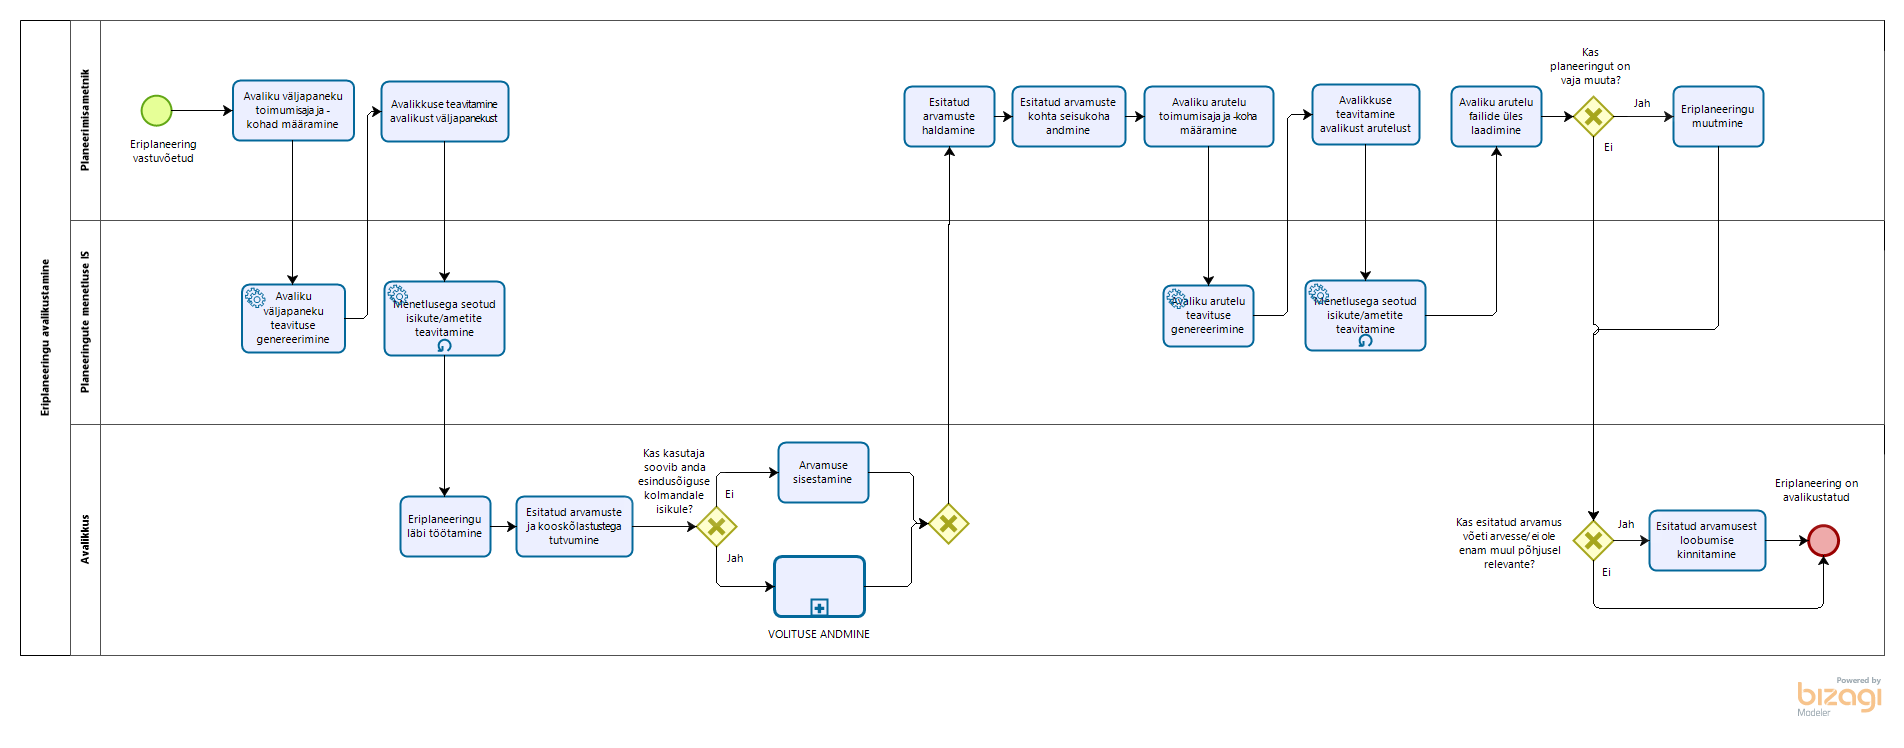 Eriplaneeringu avalikustamine
Planeerimisametnik
Eriplaneering
vastuvõetud
Avaliku väljapaneku
toimumisaja ja -
kohad määramine
Avalikkuse teavitamine
avalikust väljapanekust
Esitatud
arvamuste
haldamine
Esitatud arvamuste
kohta seisukoha
andmine
Avaliku arutelu
toimumisaja ja -koha
määramine
Avalikkuse
teavitamine
avalikust arutelust
Avaliku arutelu
failide üles
laadimine
Kas
planeeringut on
vaja muuta?
Jah
Ei
Eriplaneeringu
muutmine
Planeeringute menetluse IS
Avaliku
väljapaneku
teavituse
genereerimine
Menetlusega seotud
isikute/ametite
teavitamine
Avaliku arutelu
teavituse
genereerimine
Menetlusega seotud
isikute/ametite
teavitamine
Avalikkus
Eriplaneeringu
läbi töötamine
Esitatud arvamuste
ja kooskõlastustega
tutvumine
Kas kasutaja
soovib anda
esindusõiguse
kolmandale
isikule?
Ei
Jah
Arvamuse
sisestamine
VOLITUSE ANDMINE
Kas esitatud arvamus
võeti arvesse/ei ole
enam muul põhjusel
relevante?
Jah
Ei
Esitatud arvamusest
loobumise
kinnitamine
Eriplaneering on
avalikustatud
Powered by
bizagi
Modeler